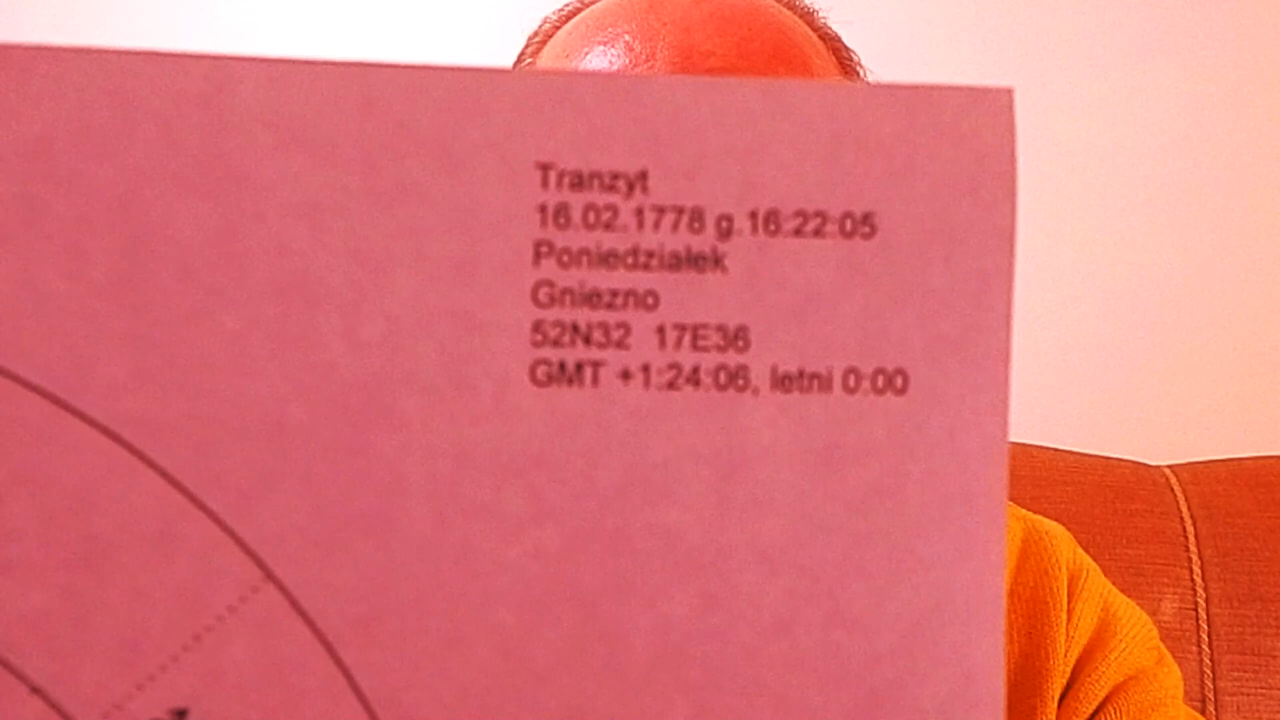 Tranzyt
16.02.1778 g.16:22:05
Poniedziałek
Gniezno
52N32 17E36
GMT +1:24:06, letni 0:00